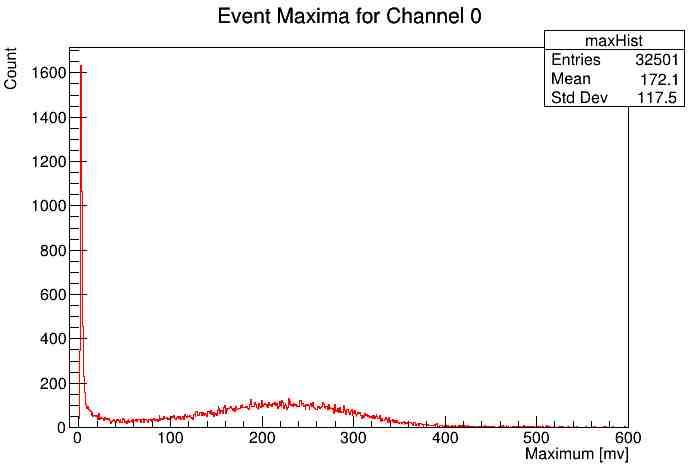 Event Maxima for Channel 0
maxHist
Entries 32501
Mean 172.1
Std Dev 117.5
Count
1600
1400
1200
1000
800
600
400
200
0
0 100 200 300 400 500 600
Maximum [mv]